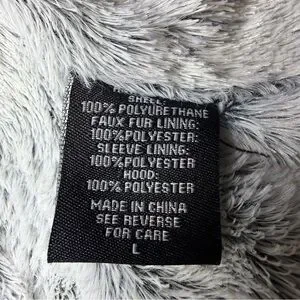 SHELL:
100% POLYURETHANE
FAUX FUR LINING:
100%POLYESTER:
SLEEVE LINING:
100%POLYESTER
HOOD:
100%POLYESTER
MADE IN CHINA
SEE REVERSE
FOR CARE
L